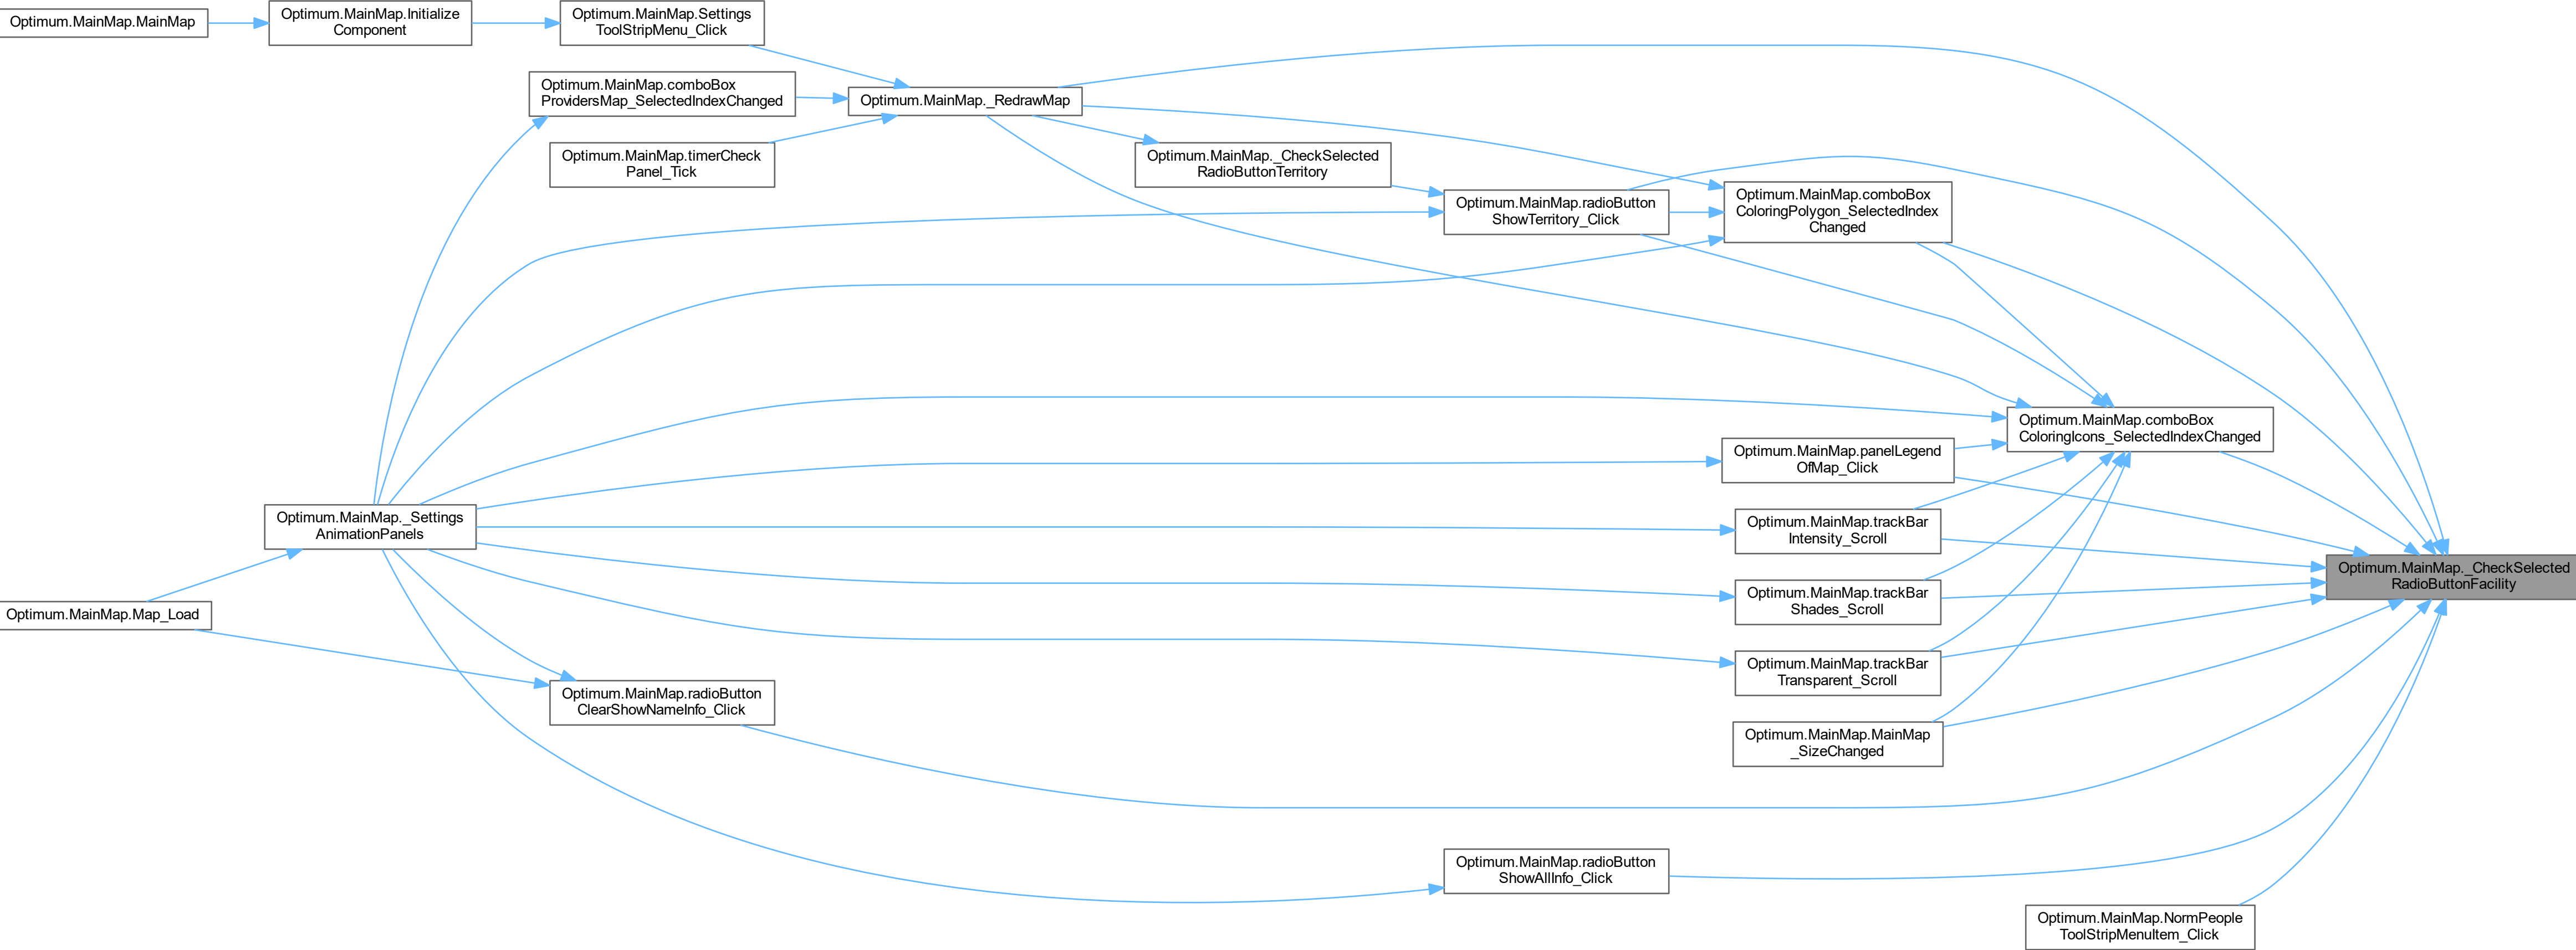 Optimum.MainMap.MainMap
Optimum.MainMap.Initialize
Component
Optimum.MainMap.Settings
ToolStripMenu_Click
Optimum.MainMap.comboBox
ProvidersMap_SelectedIndexChanged
Optimum.MainMap._RedrawMap
Optimum.MainMap.timerCheck
Panel_Tick
Optimum.MainMap._CheckSelected
RadioButtonTerritory
Optimum.MainMap.radioButton
ShowTerritory_Click
Optimum.MainMap.comboBox
ColoringPolygon_SelectedIndex
Changed
Optimum.MainMap.comboBox
ColoringIcons_SelectedIndexChanged
Optimum.MainMap.panelLegend
OfMap_Click
Optimum.MainMap._Settings
AnimationPanels
Optimum.MainMap.trackBar
Intensity_Scroll
Optimum.MainMap._CheckSelected
RadioButtonFacility
Optimum.MainMap.trackBar
Shades_Scroll
Optimum.MainMap.Map_Load
Optimum.MainMap.trackBar
Transparent_Scroll
Optimum.MainMap.radioButton
ClearShowNameInfo_Click
Optimum.MainMap.MainMap
_SizeChanged
Optimum.MainMap.radioButton
ShowAllInfo_Click
Optimum.MainMap.NormPeople
ToolStripMenuItem_Click